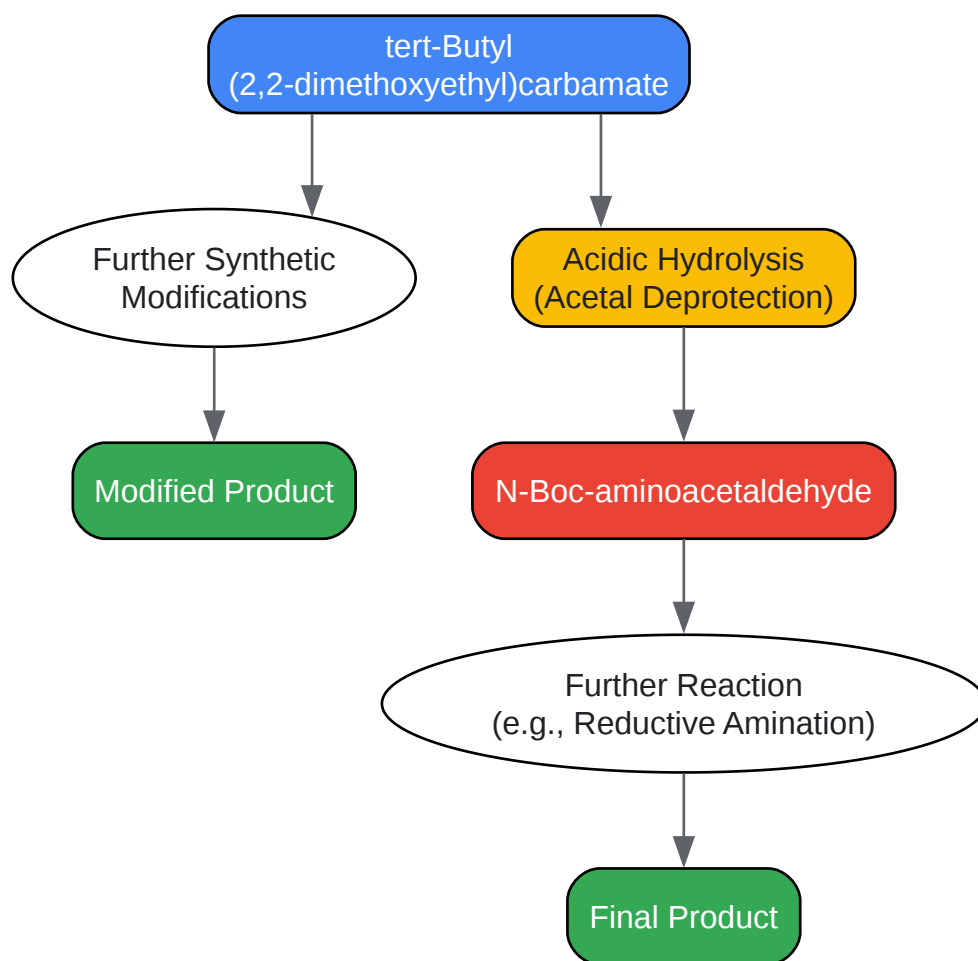 tert-Butyl
(2,2-dimethoxyethyl)carbamate
Further Synthetic
Modifications
Acidic Hydrolysis
(Acetal Deprotection)
Modified Product
N-Boc-aminoacetaldehyde
Further Reaction
(e.g., Reductive Amination)
Final Product